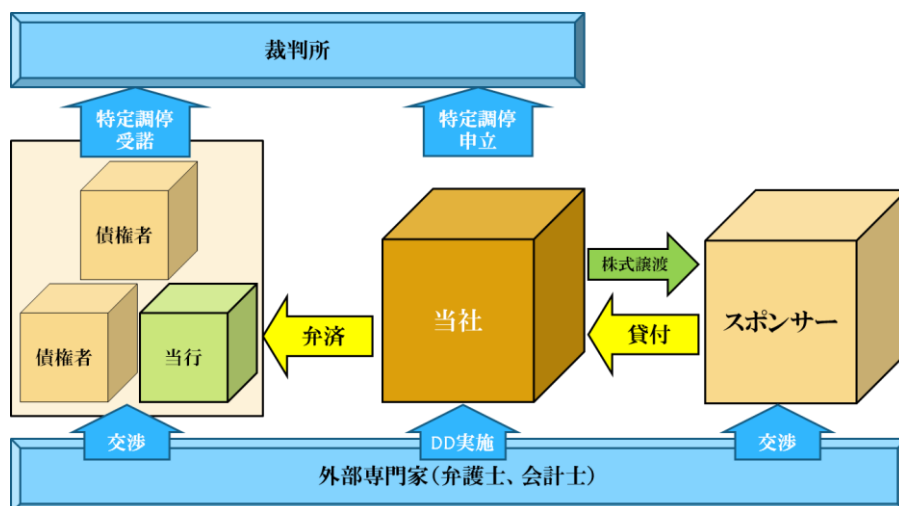 裁判所
特定調停
受諾
特定調停
申立
債権者
債権者
当行
弁済
当社
株式譲渡
貸付
スポンサー
交渉
DD実施
交渉
外部専門家(弁護士、会計士)